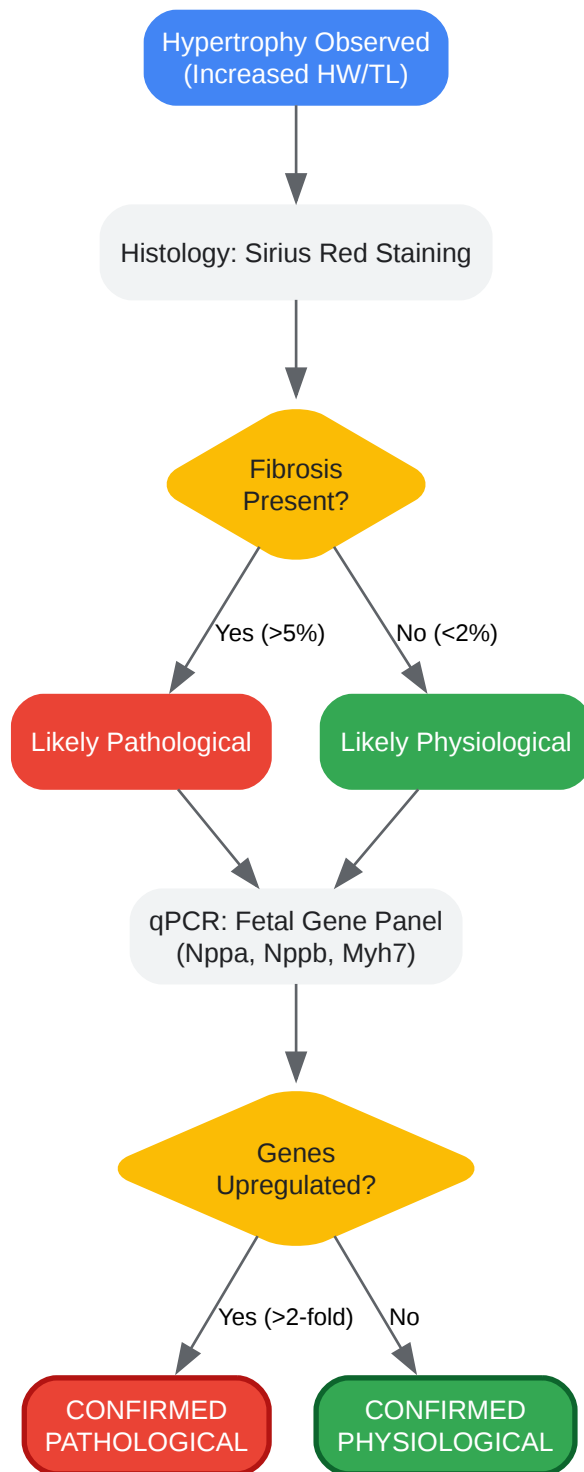 Hypertrophy Observed
(Increased HW/TL)
Histology: Sirius Red Staining
Fibrosis
Present?
Yes (>5%)
No (<2%)
Likely Pathological
Likely Physiological
qPCR: Fetal Gene Panel
(Nppa, Nppb, Myh7)
Genes
Upregulated?
Yes (>2-fold)
No
CONFIRMED
PATHOLOGICAL
CONFIRMED
PHYSIOLOGICAL